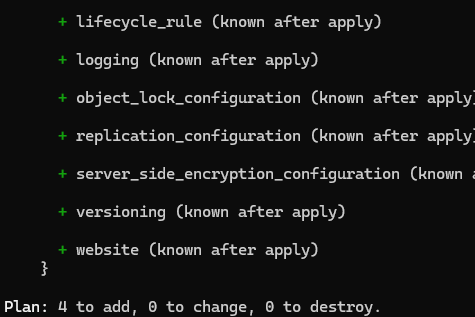 + lifecycle_rule (known after apply)
+ logging (known after apply)
+ object_lock_configuration (known after apply)
+ replication_configuration (known after apply)
+ server_side_encryption_configuration (known
+ versioning (known after apply)
+ website (known after apply)
}
Plan: 4 to add, 0 to change, 0 to destroy.